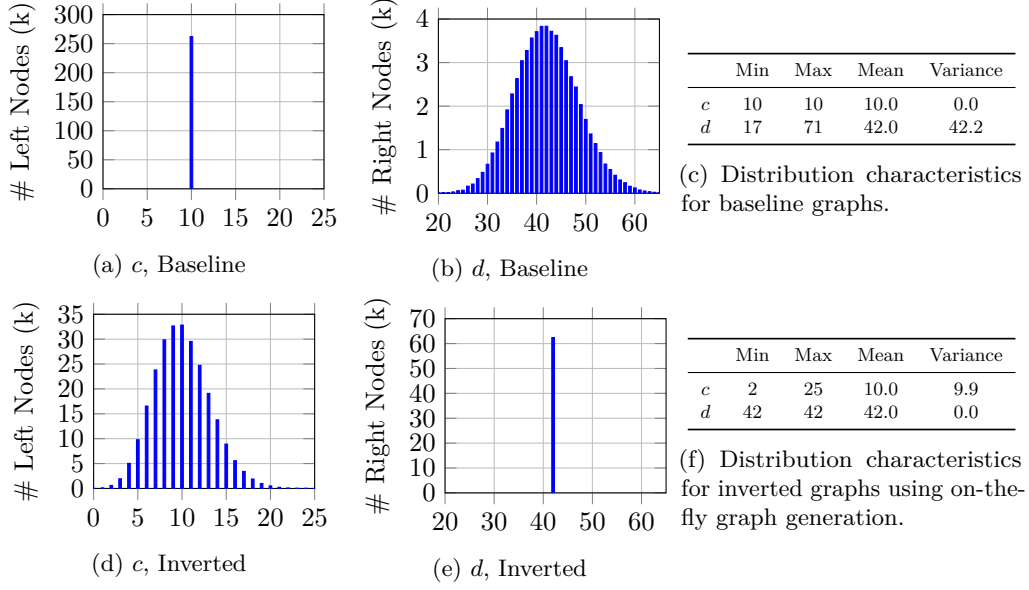 # Left Nodes (k)
300
250
200
150
100
50
0
0 5 10 15 20 25
(a) c, Baseline
# Right Nodes (k)
4
3
2
1
0
20 30 40 50 60
(b) d, Baseline
Min Max Mean Variance
c 10 10 10.0 0.0
d 17 71 42.0 42.2
(c) Distribution characteristics
for baseline graphs.
# Left Nodes (k)
35
30
25
20
15
10
5
0
0 5 10 15 20 25
(d) c, Inverted
# Right Nodes (k)
70
60
50
40
30
20
10
0
20 30 40 50 60
(e) d, Inverted
Min Max Mean Variance
c 2 25 10.0 9.9
d 42 42 42.0 0.0
(f) Distribution characteristics
for inverted graphs using on-the-
fly graph generation.